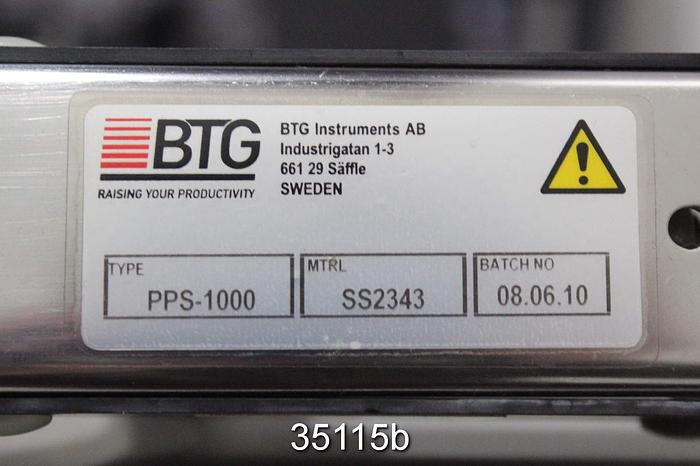 BTG
RAISING YOUR PRODUCTIVITY
BTG Instruments AB
Industrigatan 1-3
661 29 Säffle
SWEDEN
!
TYPE
PPS-1000
MTRL
SS2343
BATCH NO
08.06.10
35115b